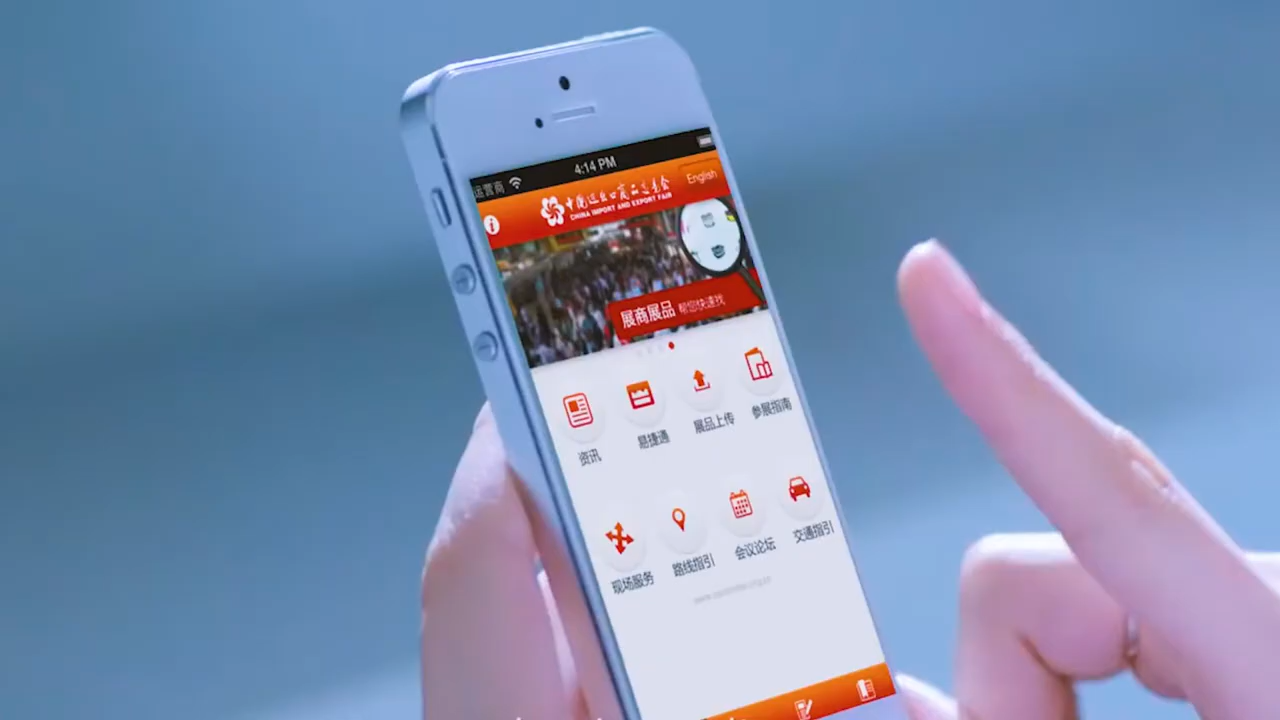 运营商 4:14 PM
中国进出口商品交易会 English
CHINA IMPORT AND EXPORT FAIR
展商展品 帮您快速找
资讯 易捷通 展品上传 参展指南
现场服务 路线指引 会议论坛 交通指引